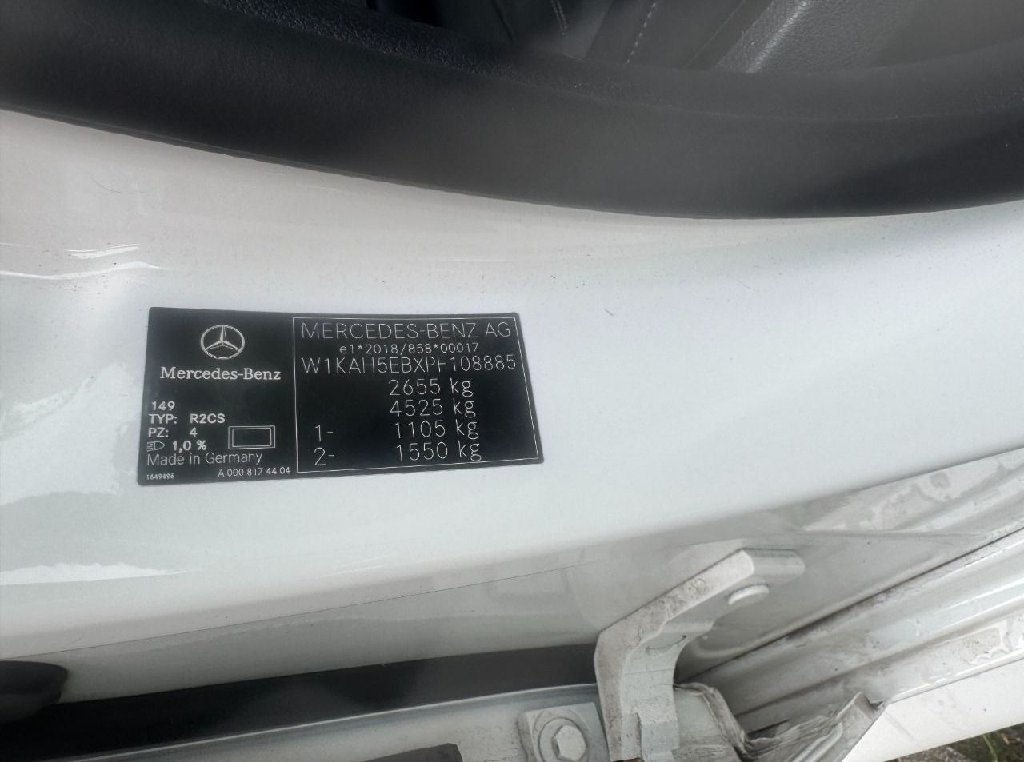 Mercedes-Benz
149
TYP: R2CS
PZ: 4
1,0 %
Made in Germany
1649496
A 000 817 44 04
MERCEDES-BENZ AG
e1*2018/858*00017
W1KAH5EBXPF108885
2655 kg
4525 kg
1- 1105 kg
2- 1550 kg